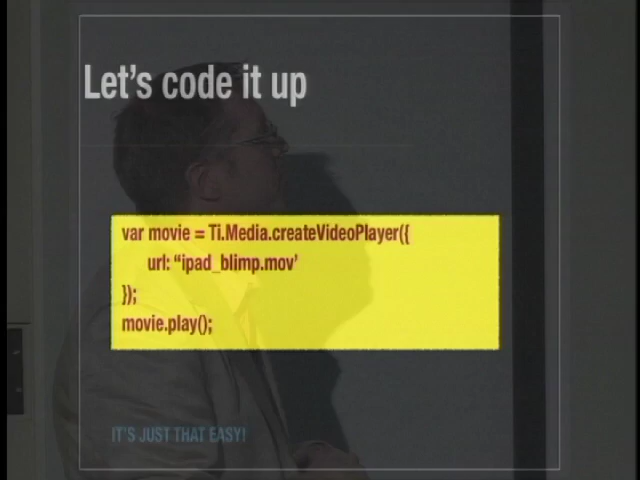 Let's code it up
var movie = Ti.Media.createVideoPlayer({
url: “ipad_blimp.mov’
});
movie.play();
IT'S JUST THAT EASY!